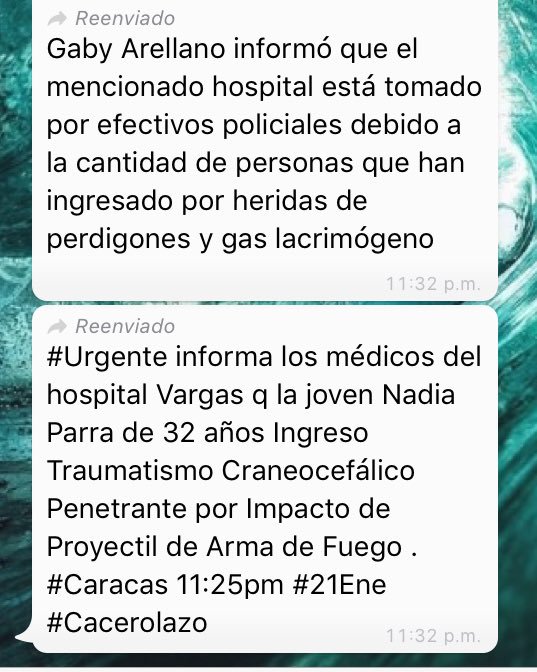 Reenviado
Gaby Arellano informó que el
mencionado hospital está tomado
por efectivos policiales debido a
la cantidad de personas que han
ingresado por heridas de
perdigones y gas lacrimógeno
11:32 p.m.
Reenviado
#Urgente informa los médicos del
hospital Vargas q la joven Nadia
Parra de 32 años Ingreso
Traumatismo Craneocefálico
Penetrante por Impacto de
Proyectil de Arma de Fuego .
#Caracas 11:25pm #21Ene
#Cacerolazo
11:32 p.m.